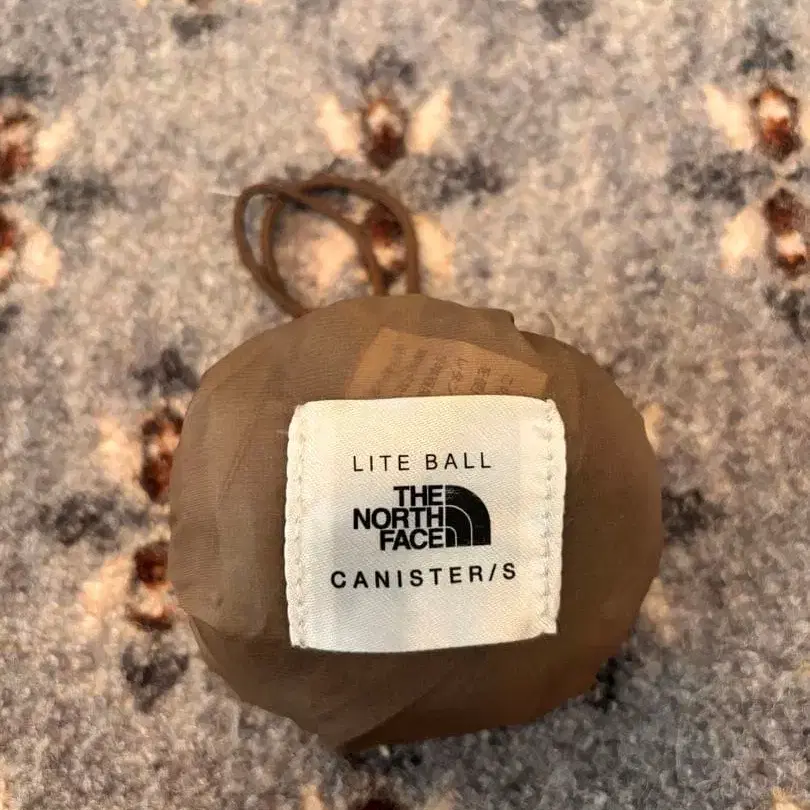 LITE BALL
THE
NORTH
FACE
CANISTER/S